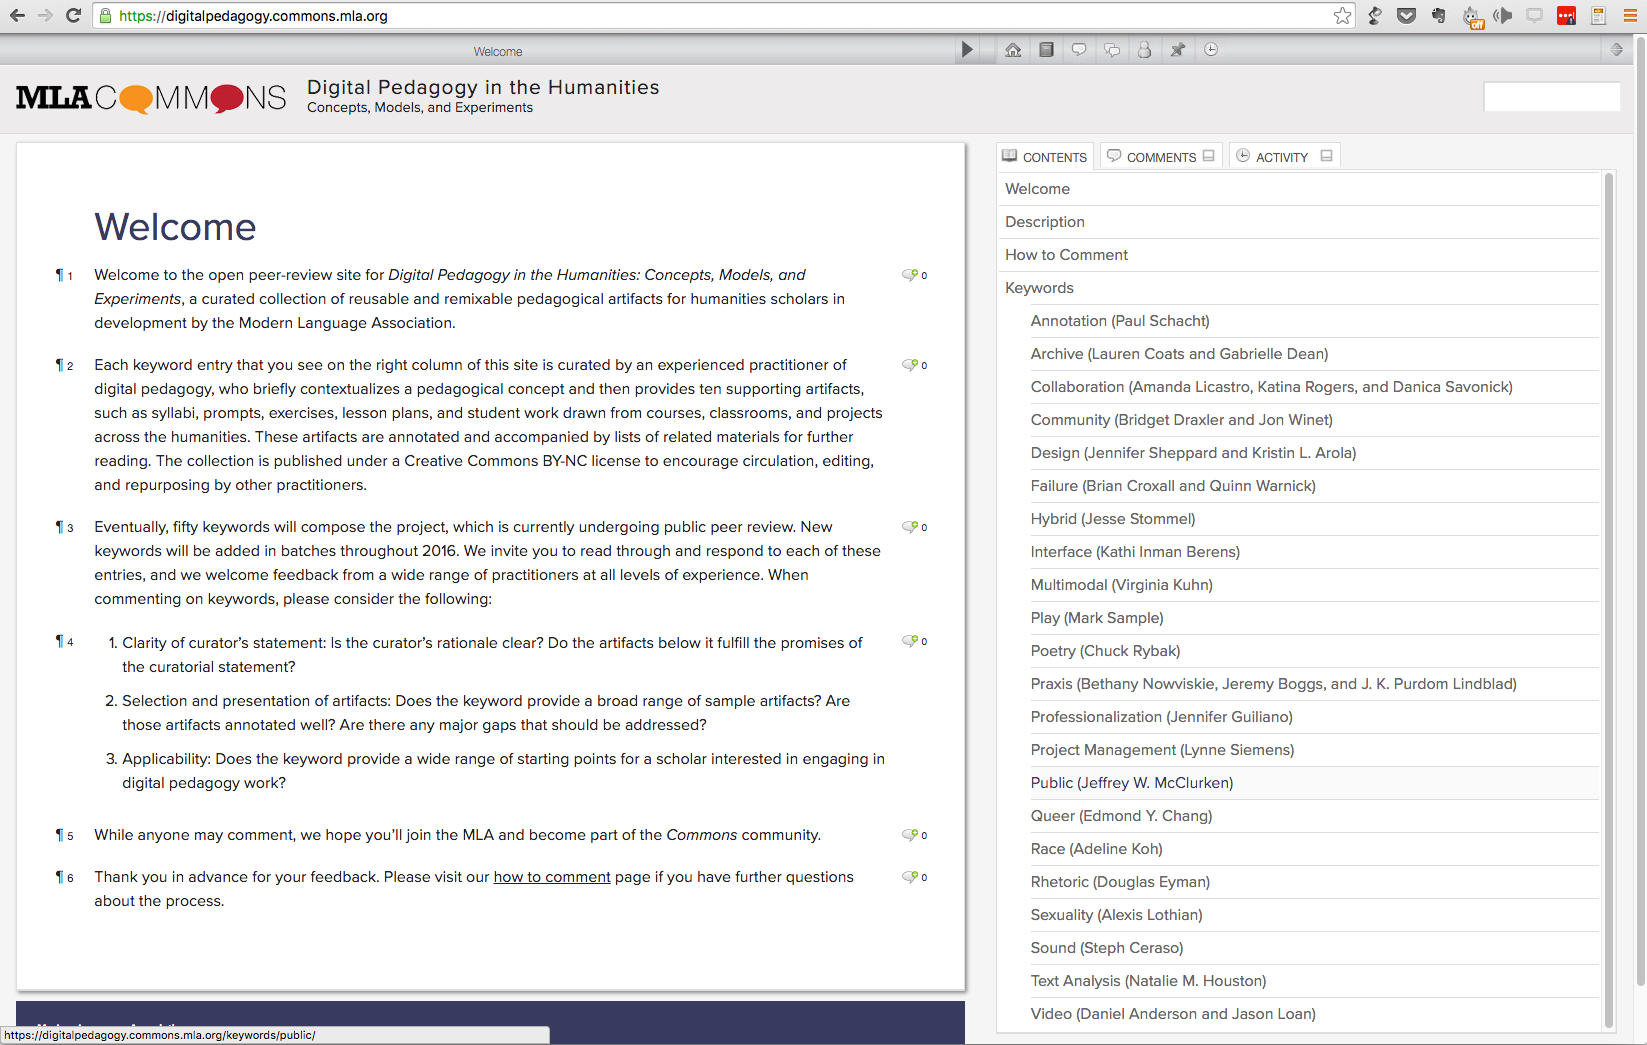 https://digitalpedagogy.commons.mla.org
off
Welcome
MLA COMMONS
Digital Pedagogy in the Humanities
Concepts, Models, and Experiments
Welcome
¶ 1 Welcome to the open peer-review site for Digital Pedagogy in the Humanities: Concepts, Models, and 0
Experiments, a curated collection of reusable and remixable pedagogical artifacts for humanities scholars in
development by the Modern Language Association.
¶ 2 Each keyword entry that you see on the right column of this site is curated by an experienced practitioner of 0
digital pedagogy, who briefly contextualizes a pedagogical concept and then provides ten supporting artifacts,
such as syllabi, prompts, exercises, lesson plans, and student work drawn from courses, classrooms, and projects
across the humanities. These artifacts are annotated and accompanied by lists of related materials for further
reading. The collection is published under a Creative Commons BY-NC license to encourage circulation, editing,
and repurposing by other practitioners.
¶ 3 Eventually, fifty keywords will compose the project, which is currently undergoing public peer review. New 0
keywords will be added in batches throughout 2016. We invite you to read through and respond to each of these
entries, and we welcome feedback from a wide range of practitioners at all levels of experience. When
commenting on keywords, please consider the following:
¶ 4 1. Clarity of curator's statement: Is the curator's rationale clear? Do the artifacts below it fulfill the promises of 0
the curatorial statement?
2. Selection and presentation of artifacts: Does the keyword provide a broad range of sample artifacts? Are
those artifacts annotated well? Are there any major gaps that should be addressed?
3. Applicability: Does the keyword provide a wide range of starting points for a scholar interested in engaging in
digital pedagogy work?
¶ 5 While anyone may comment, we hope you'll join the MLA and become part of the Commons community. 0
¶ 6 Thank you in advance for your feedback. Please visit our how to comment page if you have further questions 0
about the process.
CONTENTS COMMENTS ACTIVITY
Welcome
Description
How to Comment
Keywords
Annotation (Paul Schacht)
Archive (Lauren Coats and Gabrielle Dean)
Collaboration (Amanda Licastro, Katina Rogers, and Danica Savonick)
Community (Bridget Draxler and Jon Winet)
Design (Jennifer Sheppard and Kristin L. Arola)
Failure (Brian Croxall and Quinn Warnick)
Hybrid (Jesse Stommel)
Interface (Kathi Inman Berens)
Multimodal (Virginia Kuhn)
Play (Mark Sample)
Poetry (Chuck Rybak)
Praxis (Bethany Nowviskie, Jeremy Boggs, and J. K. Purdom Lindblad)
Professionalization (Jennifer Guiliano)
Project Management (Lynne Siemens)
Public (Jeffrey W. McClurken)
Queer (Edmond Y. Chang)
Race (Adeline Koh)
Rhetoric (Douglas Eyman)
Sexuality (Alexis Lothian)
Sound (Steph Ceraso)
Text Analysis (Natalie M. Houston)
Video (Daniel Anderson and Jason Loan)
https://digitalpedagogy.commons.mla.org/keywords/public/